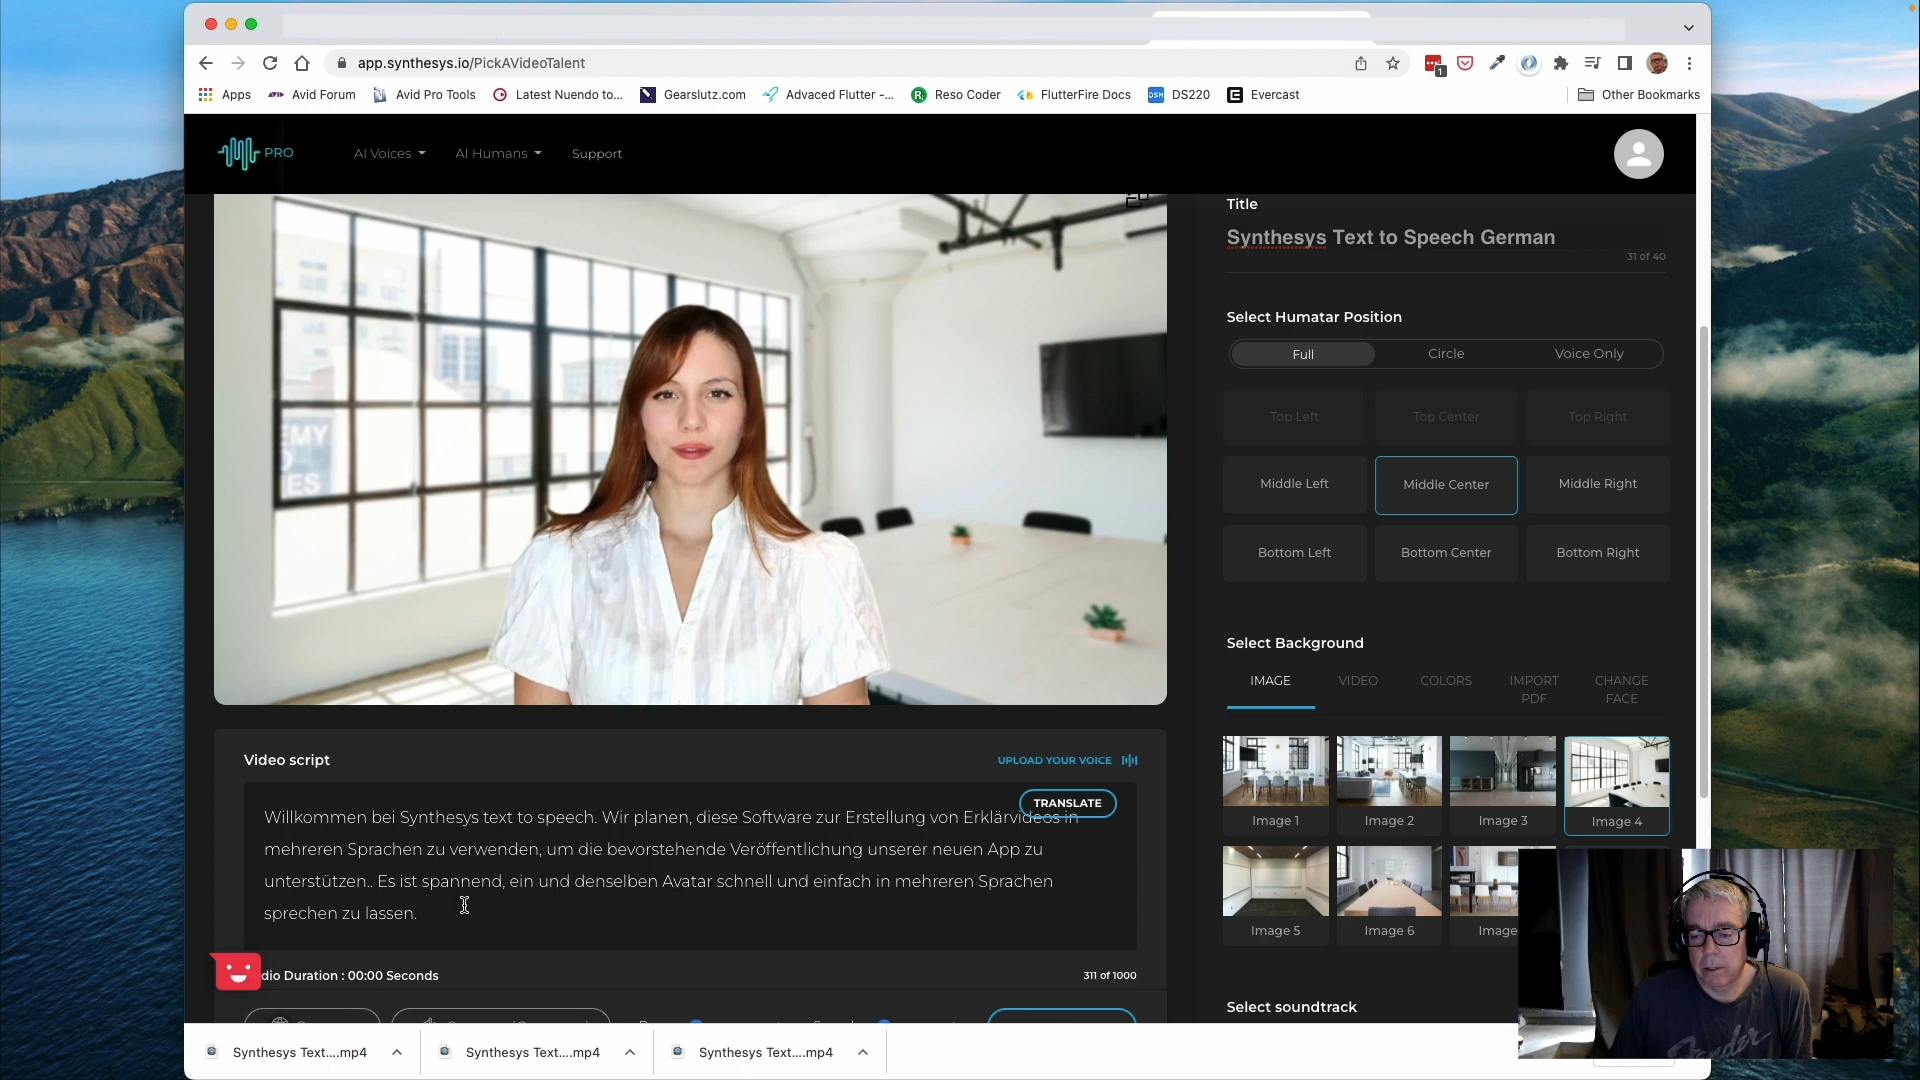 app.synthesys.io/PickAVideoTalent
1
Apps
Avid Forum
Avid Pro Tools
Latest Nuendo to...
Gearslutz.com
Advaced Flutter -...
Reso Coder
FlutterFire Docs
DS220
Evercast
Other Bookmarks
PRO
AI Voices
AI Humans
Support
Title
Synthesys Text to Speech German
31 of 40
Select Humatar Position
Full
Circle
Voice Only
Top Left
Top Center
Top Right
Middle Left
Middle Center
Middle Right
Bottom Left
Bottom Center
Bottom Right
Select Background
IMAGE
VIDEO
COLORS
IMPORT
PDF
CHANGE
FACE
Image 1
Image 2
Image 3
Image 4
Image 5
Image 6
Image
Select soundtrack
Video script
UPLOAD YOUR VOICE
TRANSLATE
Willkommen bei Synthesys text to speech. Wir planen, diese Software zur Erstellung von Erklärvideos in
mehreren Sprachen zu verwenden, um die bevorstehende Veröffentlichung unserer neuen App zu
unterstützen.. Es ist spannend, ein und denselben Avatar schnell und einfach in mehreren Sprachen
sprechen zu lassen.
dio Duration : 00:00 Seconds
311 of 1000
Synthesys Text....mp4
Synthesys Text....mp4
Synthesys Text....mp4
Fender